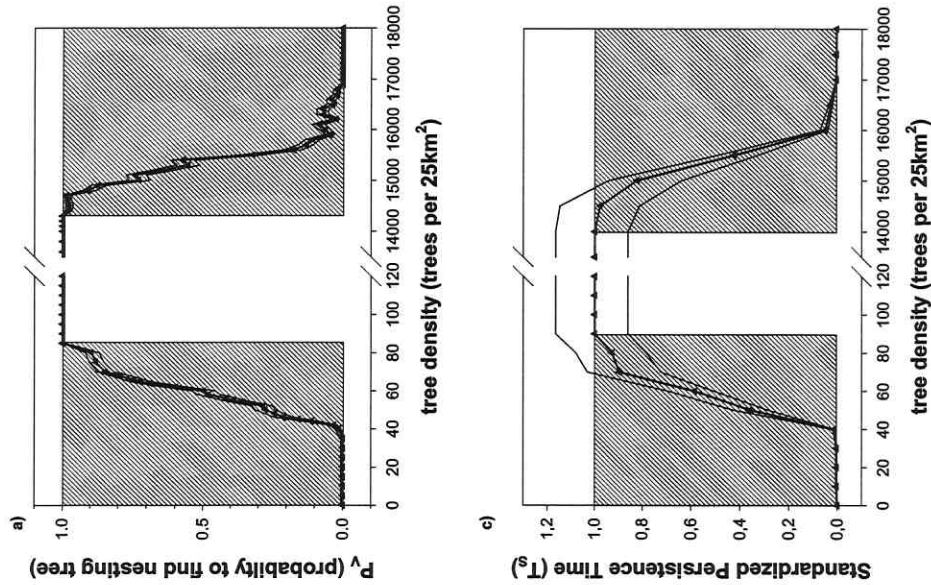 a)
P_v (probabilty to find nesting tree)
1.0
0.5
0.0
0 20 40 60 80 100 120 14000 15000 16000 17000 18000
tree density (trees per 25km²)
c)
Standardized Persistence Time (T_S)
1,2
1,0
0,8
0,6
0,4
0,2
0,0
0 20 40 60 80 100 120 14000 15000 16000 17000 18000
tree density (trees per 25km²)